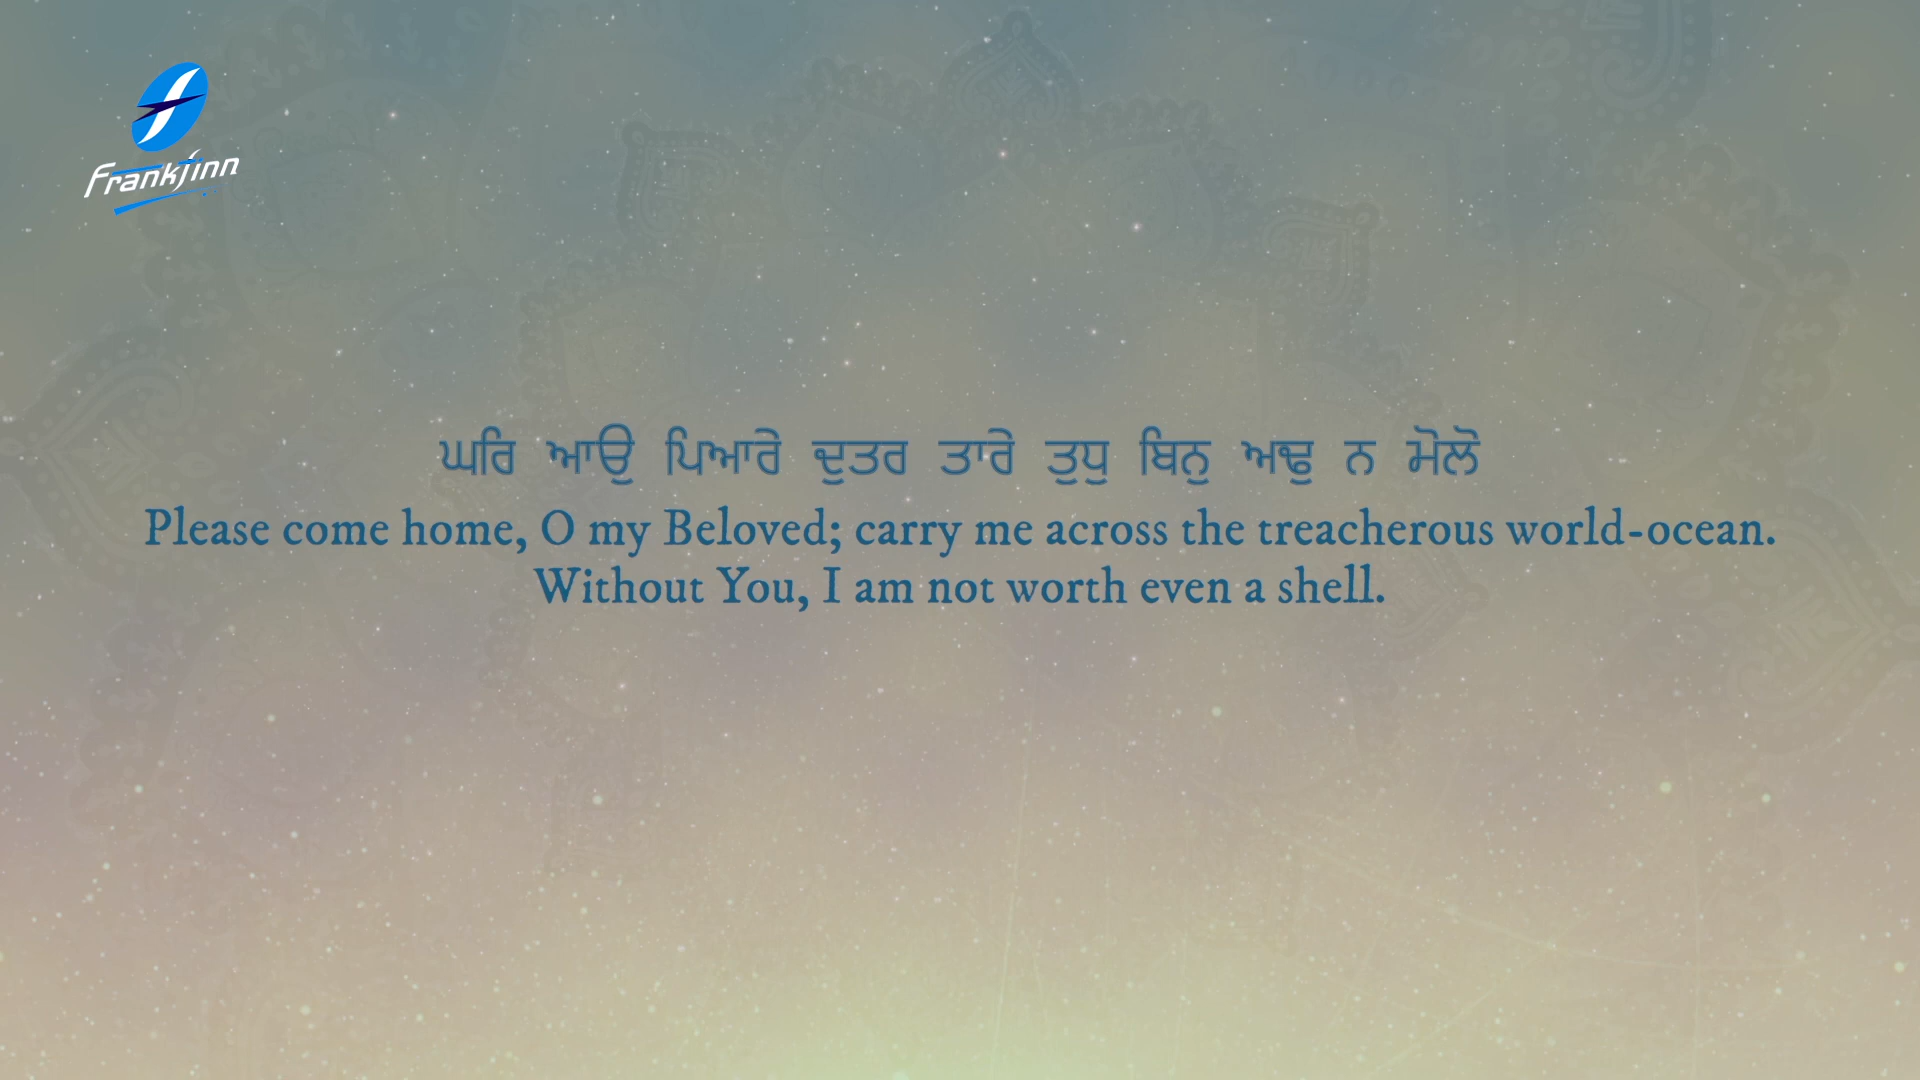 Frankfinn
ਘਰਿ ਆਉ ਪਿਆਰੇ ਦੁਤਰ ਤਾਰੇ ਤੁਧੁ ਬਿਨੁ ਅਢੁ ਨ ਮੋਲੋ
Please come home, O my Beloved; carry me across the treacherous world-ocean.
Without You, I am not worth even a shell.